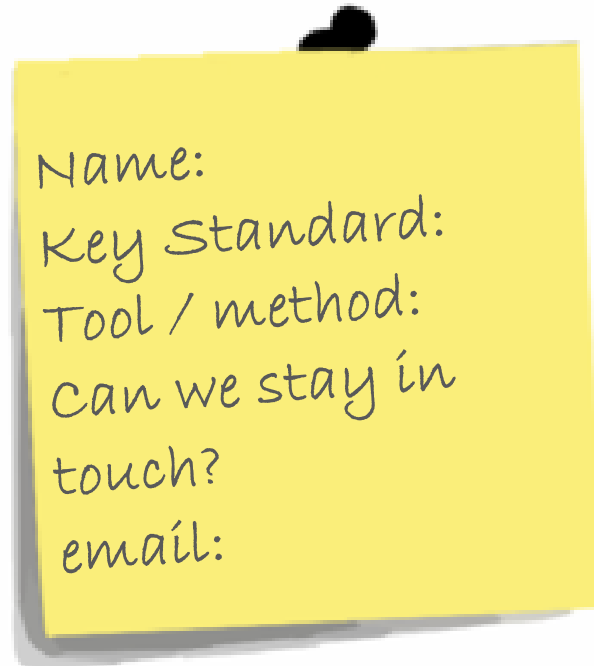 Name:
Key Standard:
Tool / method:
Can we stay in
touch?
email: